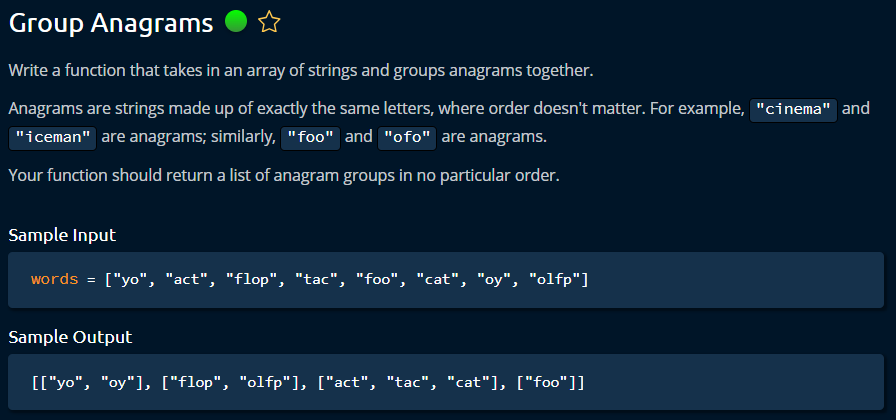 Group Anagrams
Write a function that takes in an array of strings and groups anagrams together.
Anagrams are strings made up of exactly the same letters, where order doesn't matter. For example, "cinema" and
"iceman" are anagrams; similarly, "foo" and "ofo" are anagrams.
Your function should return a list of anagram groups in no particular order.
Sample Input
words = ["yo", "act", "flop", "tac", "foo", "cat", "oy", "olfp"]
Sample Output
[["yo", "oy"], ["flop", "olfp"], ["act", "tac", "cat"], ["foo"]]